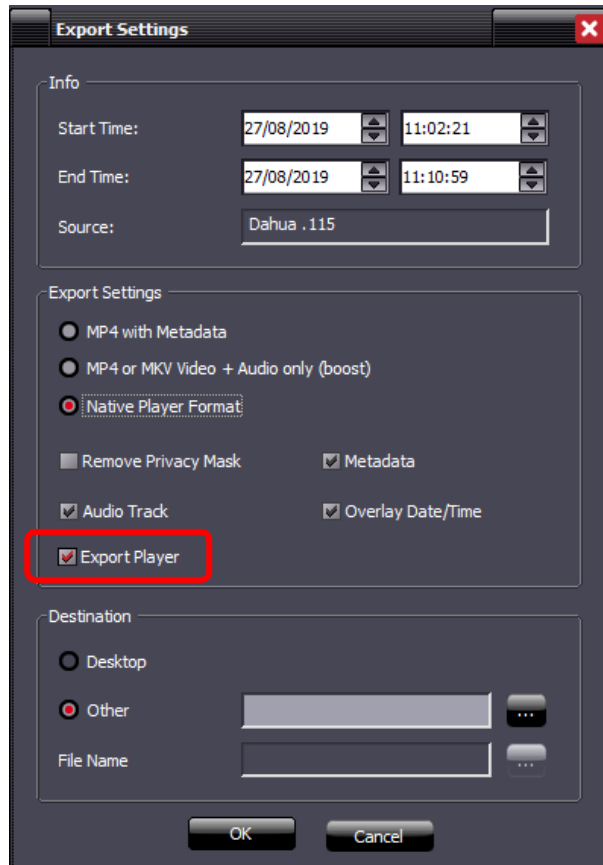 Export Settings
Info
Start Time: 27/08/2019 11:02:21
End Time: 27/08/2019 11:10:59
Source: Dahua .115
Export Settings
MP4 with Metadata
MP4 or MKV Video + Audio only (boost)
Native Player Format
Remove Privacy Mask Metadata
Audio Track Overlay Date/Time
Export Player
Destination
Desktop
Other ...
File Name ...
OK Cancel